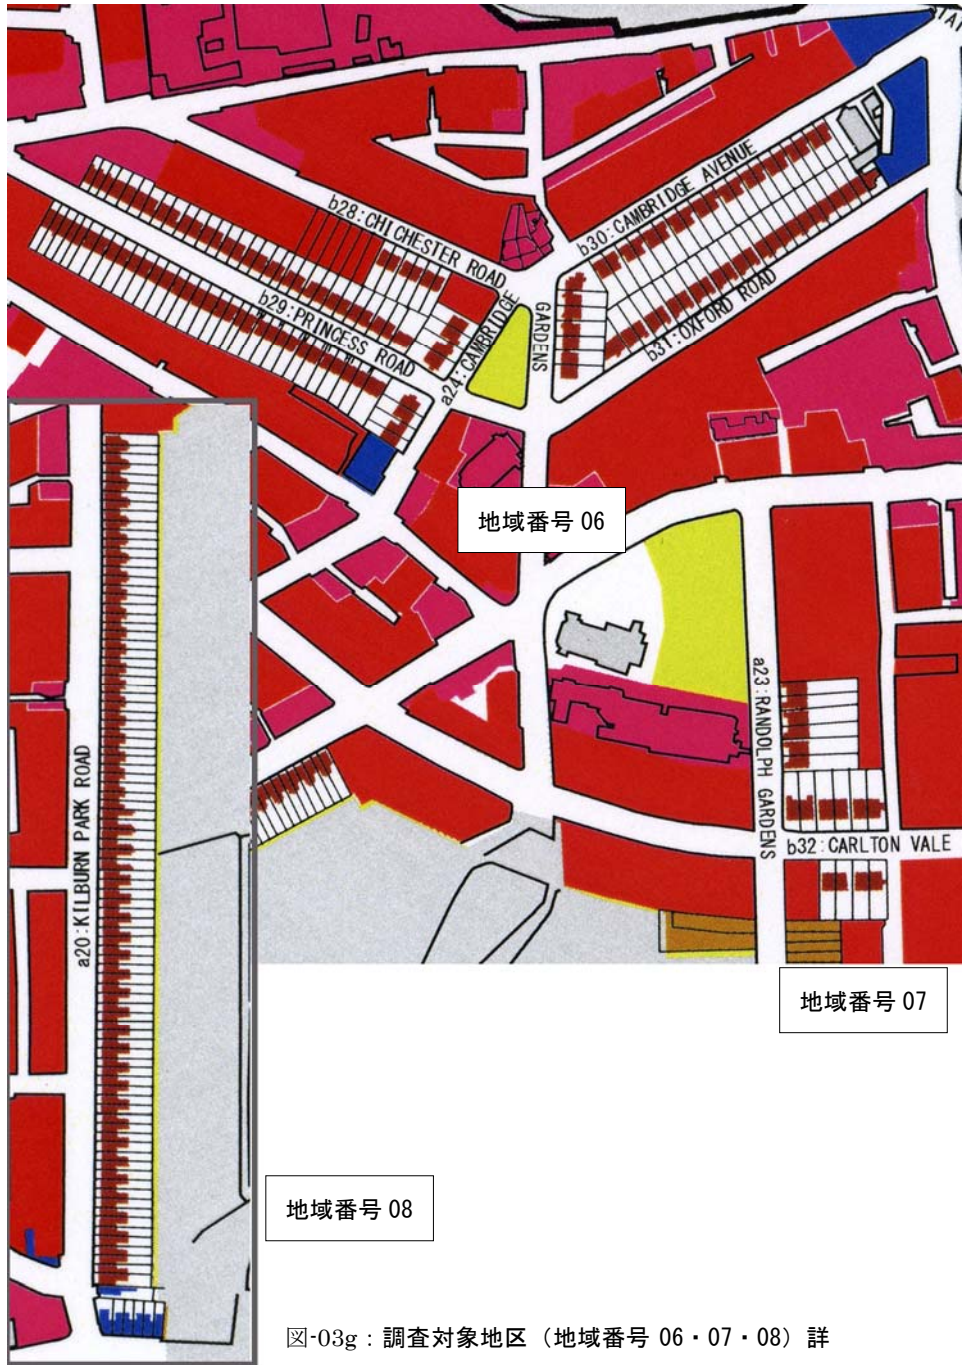 TAT
b30:CAMBRIDGE AVENUE
b28:CHICHESTER ROAD
b31:OXFORD ROAD
b29:PRINCESS ROAD
a24:CAMBRIDGE
GARDENS
地域番号 06
a23:RANDOLPH GARDENS
b32:CARLTON VALE
a20:KILBURN PARK ROAD
地域番号 07
地域番号 08
図-03g：調査対象地区（地域番号 06・07・08）詳